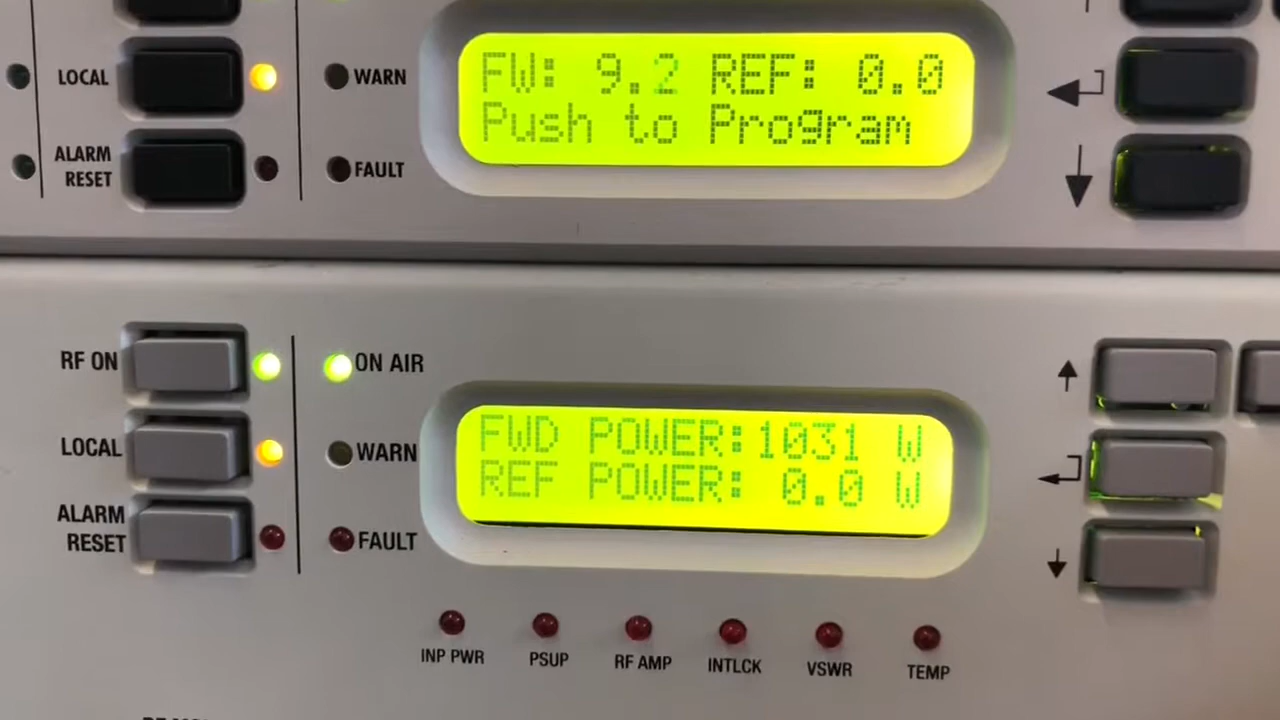 LOCAL
WARN
ALARM
RESET
FAULT
FW: 9.2 REF: 0.0
Push to Program
RF ON
ON AIR
LOCAL
WARN
ALARM
RESET
FAULT
FWD POWER:1031 W
REF POWER: 0.0 W
INP PWR
PSUP
RF AMP
INTLCK
VSWR
TEMP